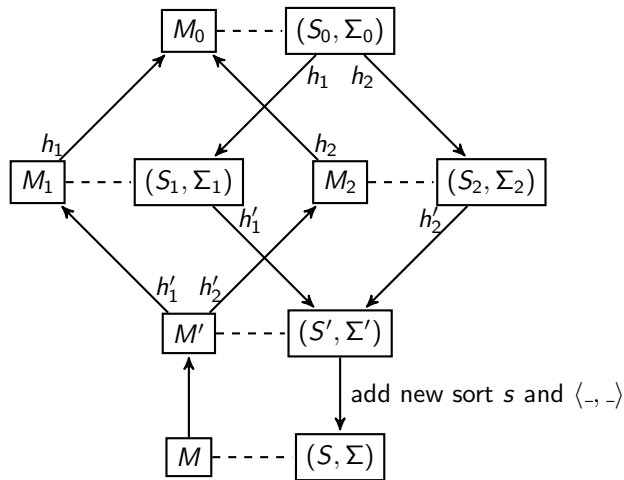 M₀ (S₀, Σ₀)
h₁ h₂
h₁ h₂
M₁ (S₁, Σ₁) M₂ (S₂, Σ₂)
h′₁ h′₂
h′₁ h′₂
M′ (S′, Σ′)
add new sort s and ⟨_, _⟩
M (S, Σ)